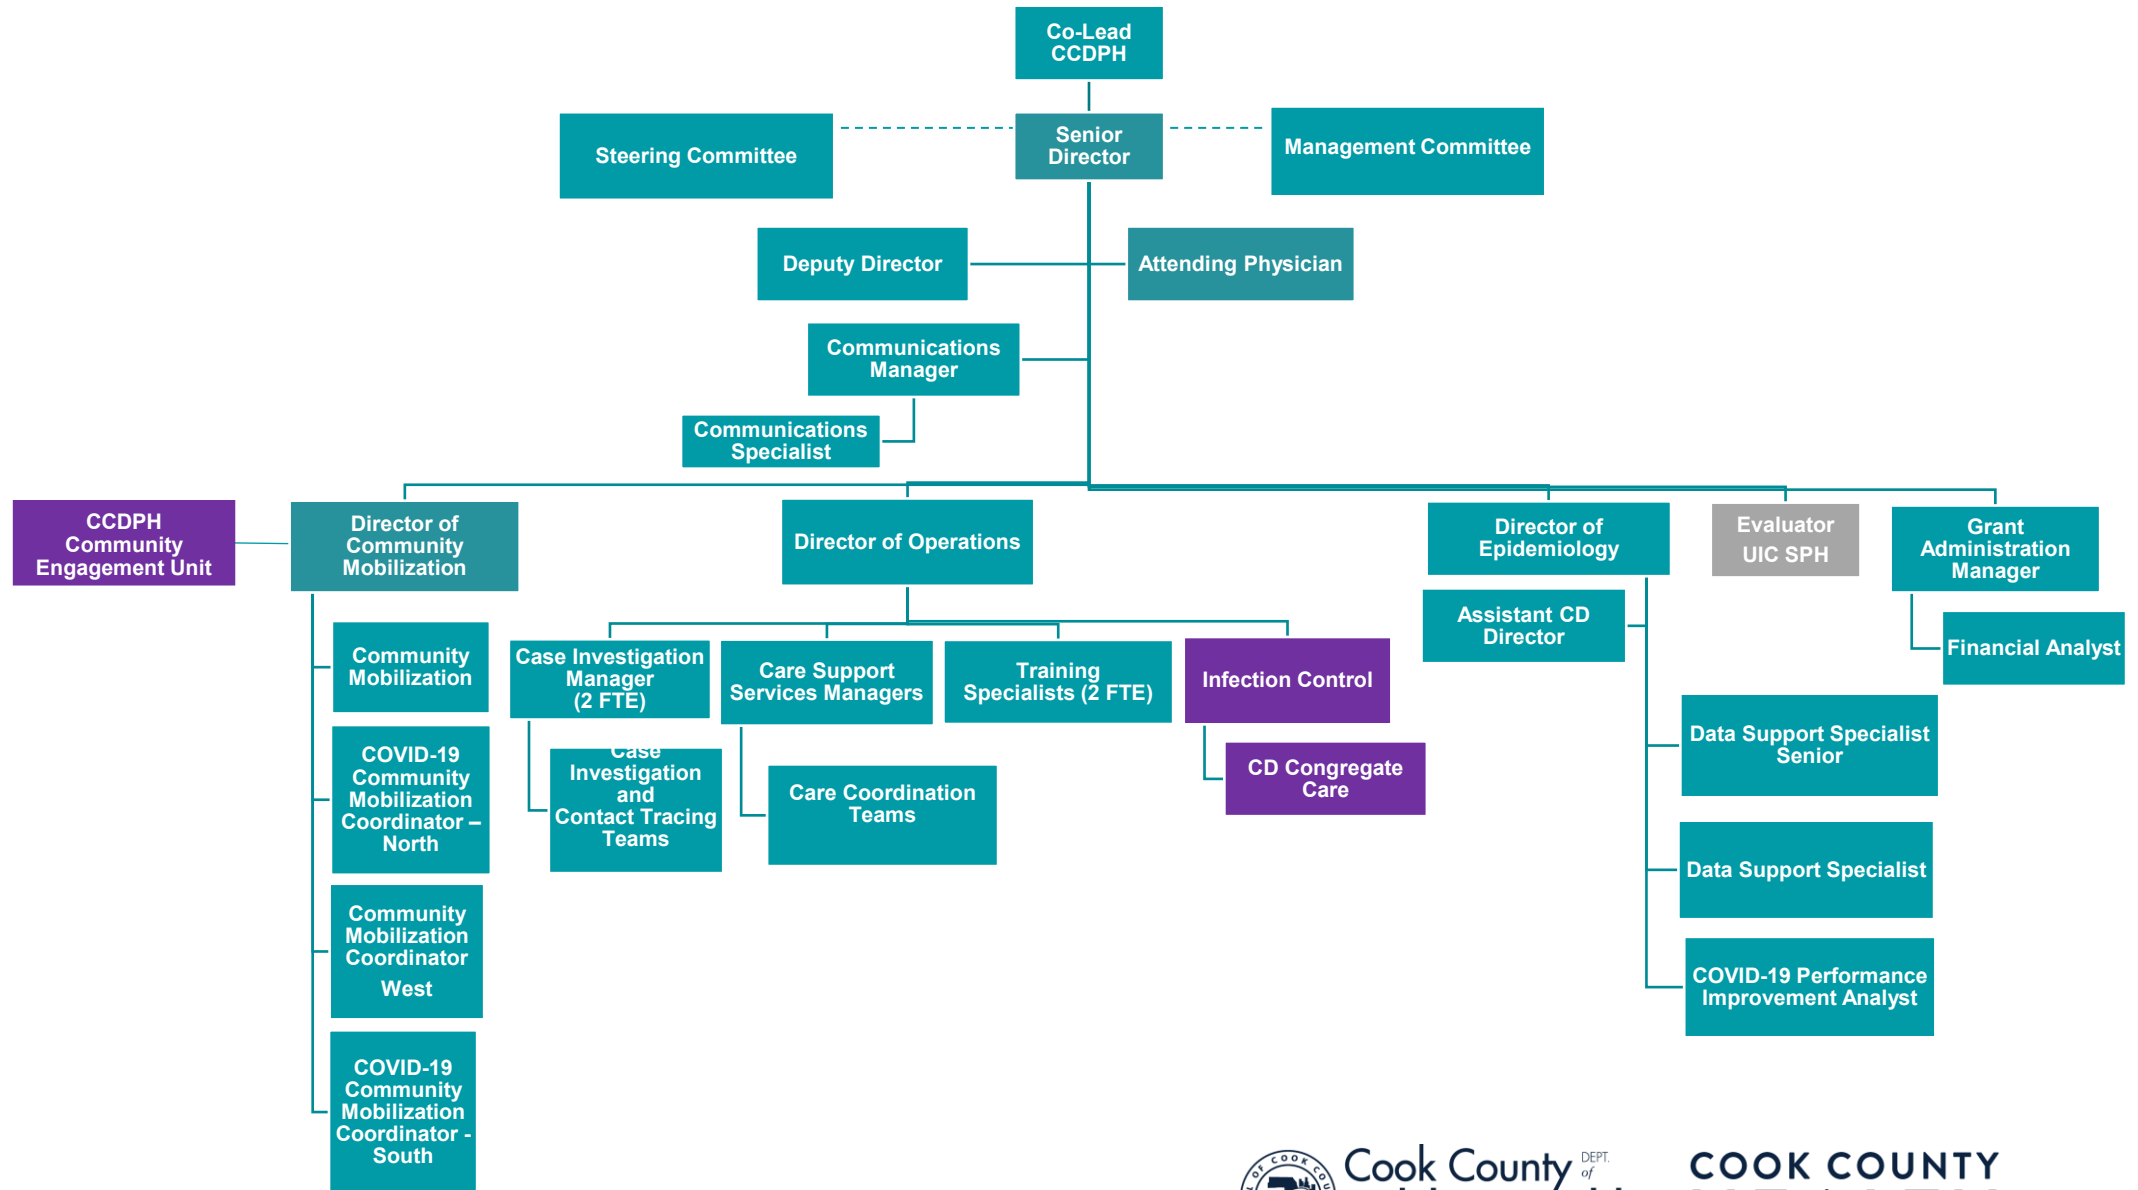 Co-Lead
CCDPH
Steering Committee
Senior
Director
Management Committee
Deputy Director
Attending Physician
Communications
Manager
Communications
Specialist
CCDPH
Community
Engagement Unit
Director of
Community
Mobilization
Director of Operations
Director of
Epidemiology
Evaluator
UIC SPH
Grant
Administration
Manager
Community
Mobilization
COVID-19
Community
Mobilization
Coordinator –
North
Community
Mobilization
Coordinator
West
COVID-19
Community
Mobilization
Coordinator -
South
Case Investigation
Manager
(2 FTE)
Case
Investigation
and
Contact Tracing
Teams
Care Support
Services Managers
Care Coordination
Teams
Training
Specialists (2 FTE)
Infection Control
CD Congregate
Care
Assistant CD
Director
Data Support Specialist
Senior
Data Support Specialist
COVID-19 Performance
Improvement Analyst
Financial Analyst
Cook County DEPT.
of
COOK COUNTY